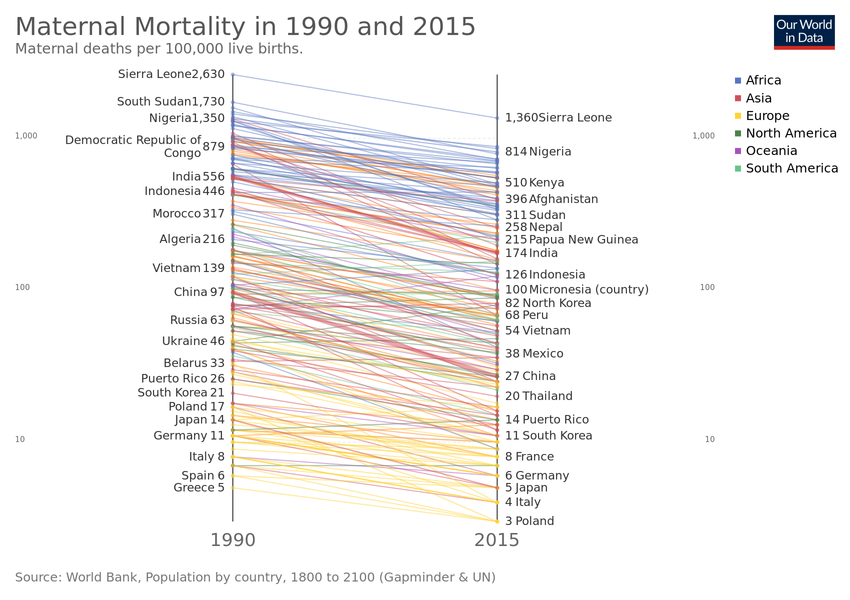 Maternal Mortality in 1990 and 2015
Maternal deaths per 100,000 live births.
Our World
in Data
Sierra Leone 2,630
South Sudan 1,730
Nigeria 1,350
1,000
Democratic Republic of
Congo 879
India 556
Indonesia 446
Morocco 317
Algeria 216
Vietnam 139
100
China 97
Russia 63
Ukraine 46
Belarus 33
Puerto Rico 26
South Korea 21
Poland 17
Japan 14
10
Germany 11
Italy 8
Spain 6
Greece 5
1990
1,360 Sierra Leone
814 Nigeria
510 Kenya
396 Afghanistan
311 Sudan
258 Nepal
215 Papua New Guinea
174 India
126 Indonesia
100 Micronesia (country)
82 North Korea
68 Peru
54 Vietnam
38 Mexico
27 China
20 Thailand
14 Puerto Rico
11 South Korea
8 France
6 Germany
5 Japan
4 Italy
3 Poland
2015
1,000
100
10
Africa
Asia
Europe
North America
Oceania
South America
Source: World Bank, Population by country, 1800 to 2100 (Gapminder & UN)